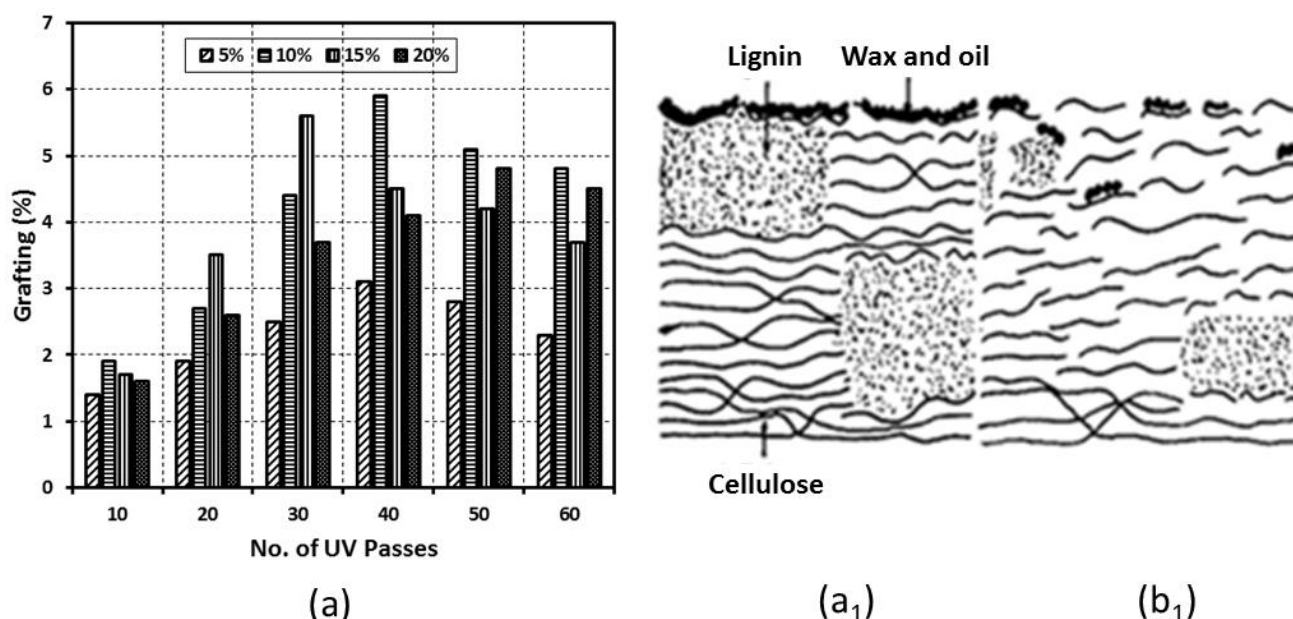 7
6
5
4
3
2
1
0
Grafting (%)
5% 10% 15% 20%
10 20 30 40 50 60
No. of UV Passes
(a)
Lignin Wax and oil
Cellulose
(a₁) (b₁)